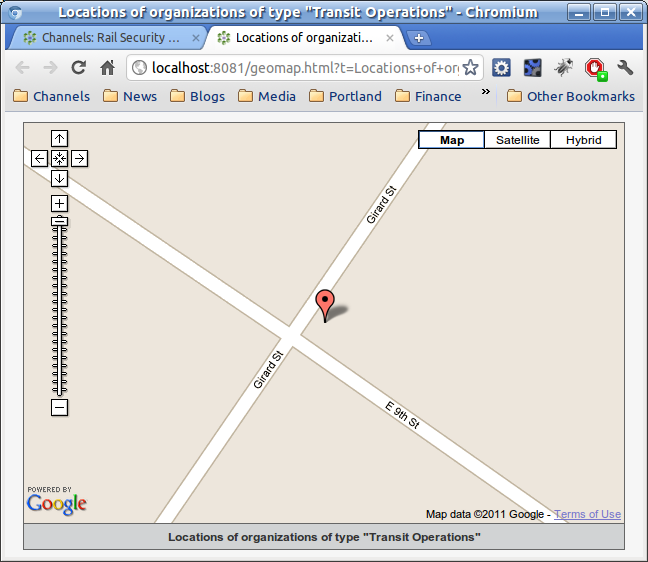 Locations of organizations of type "Transit Operations" - Chromium
Channels: Rail Security ...
Locations of organizati...
localhost:8081/geomap.html?t=Locations+of+or
Channels
News
Blogs
Media
Portland
Finance
»
Other Bookmarks
Map
Satellite
Hybrid
Girard St
Girard St
E 9th St
POWERED BY
Google
Map data ©2011 Google - Terms of Use
Locations of organizations of type "Transit Operations"